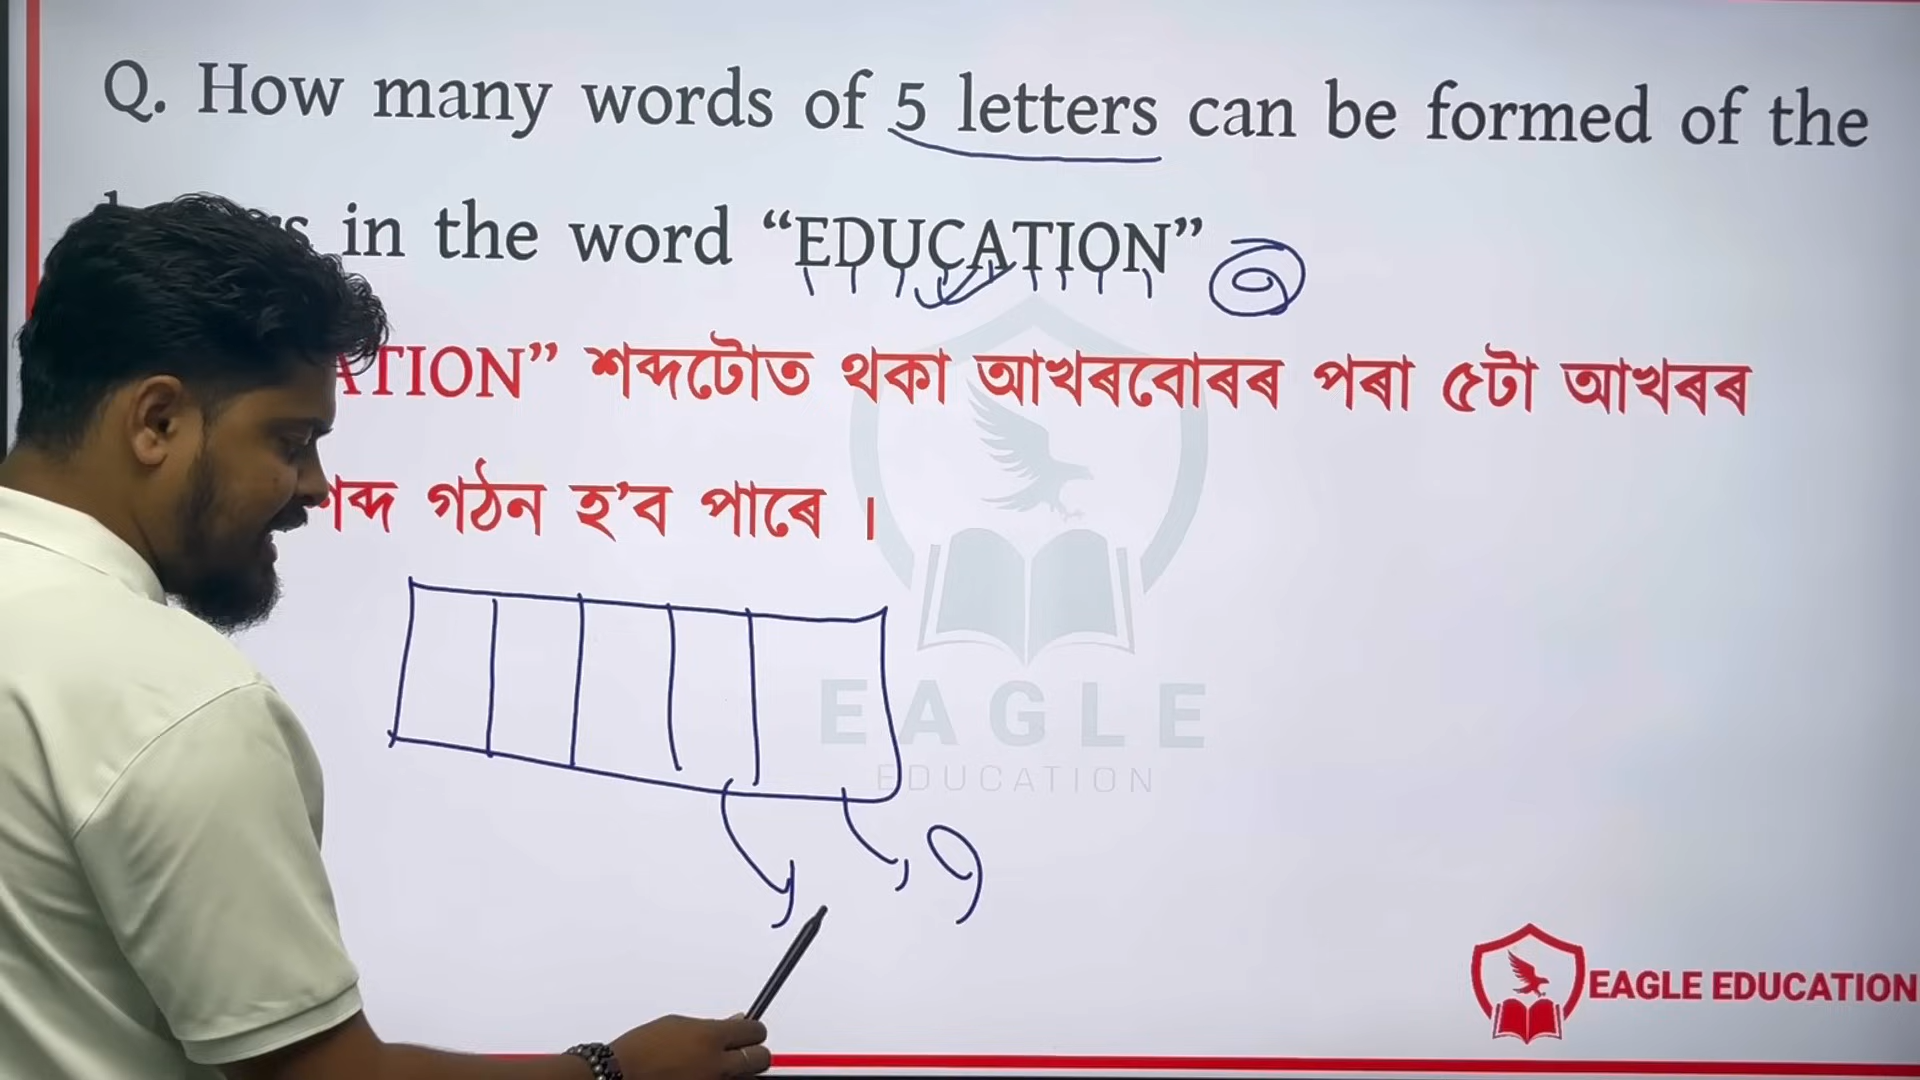 Q. How many words of 5 letters can be formed of the
in the word “EDUCATION”
ATION” শব্দটোত থকা আখৰবোৰৰ পৰা ৫টা আখৰৰ
শব্দ গঠন হ’ব পাৰে ।
EAGLE
EDUCATION
9
EAGLE EDUCATION